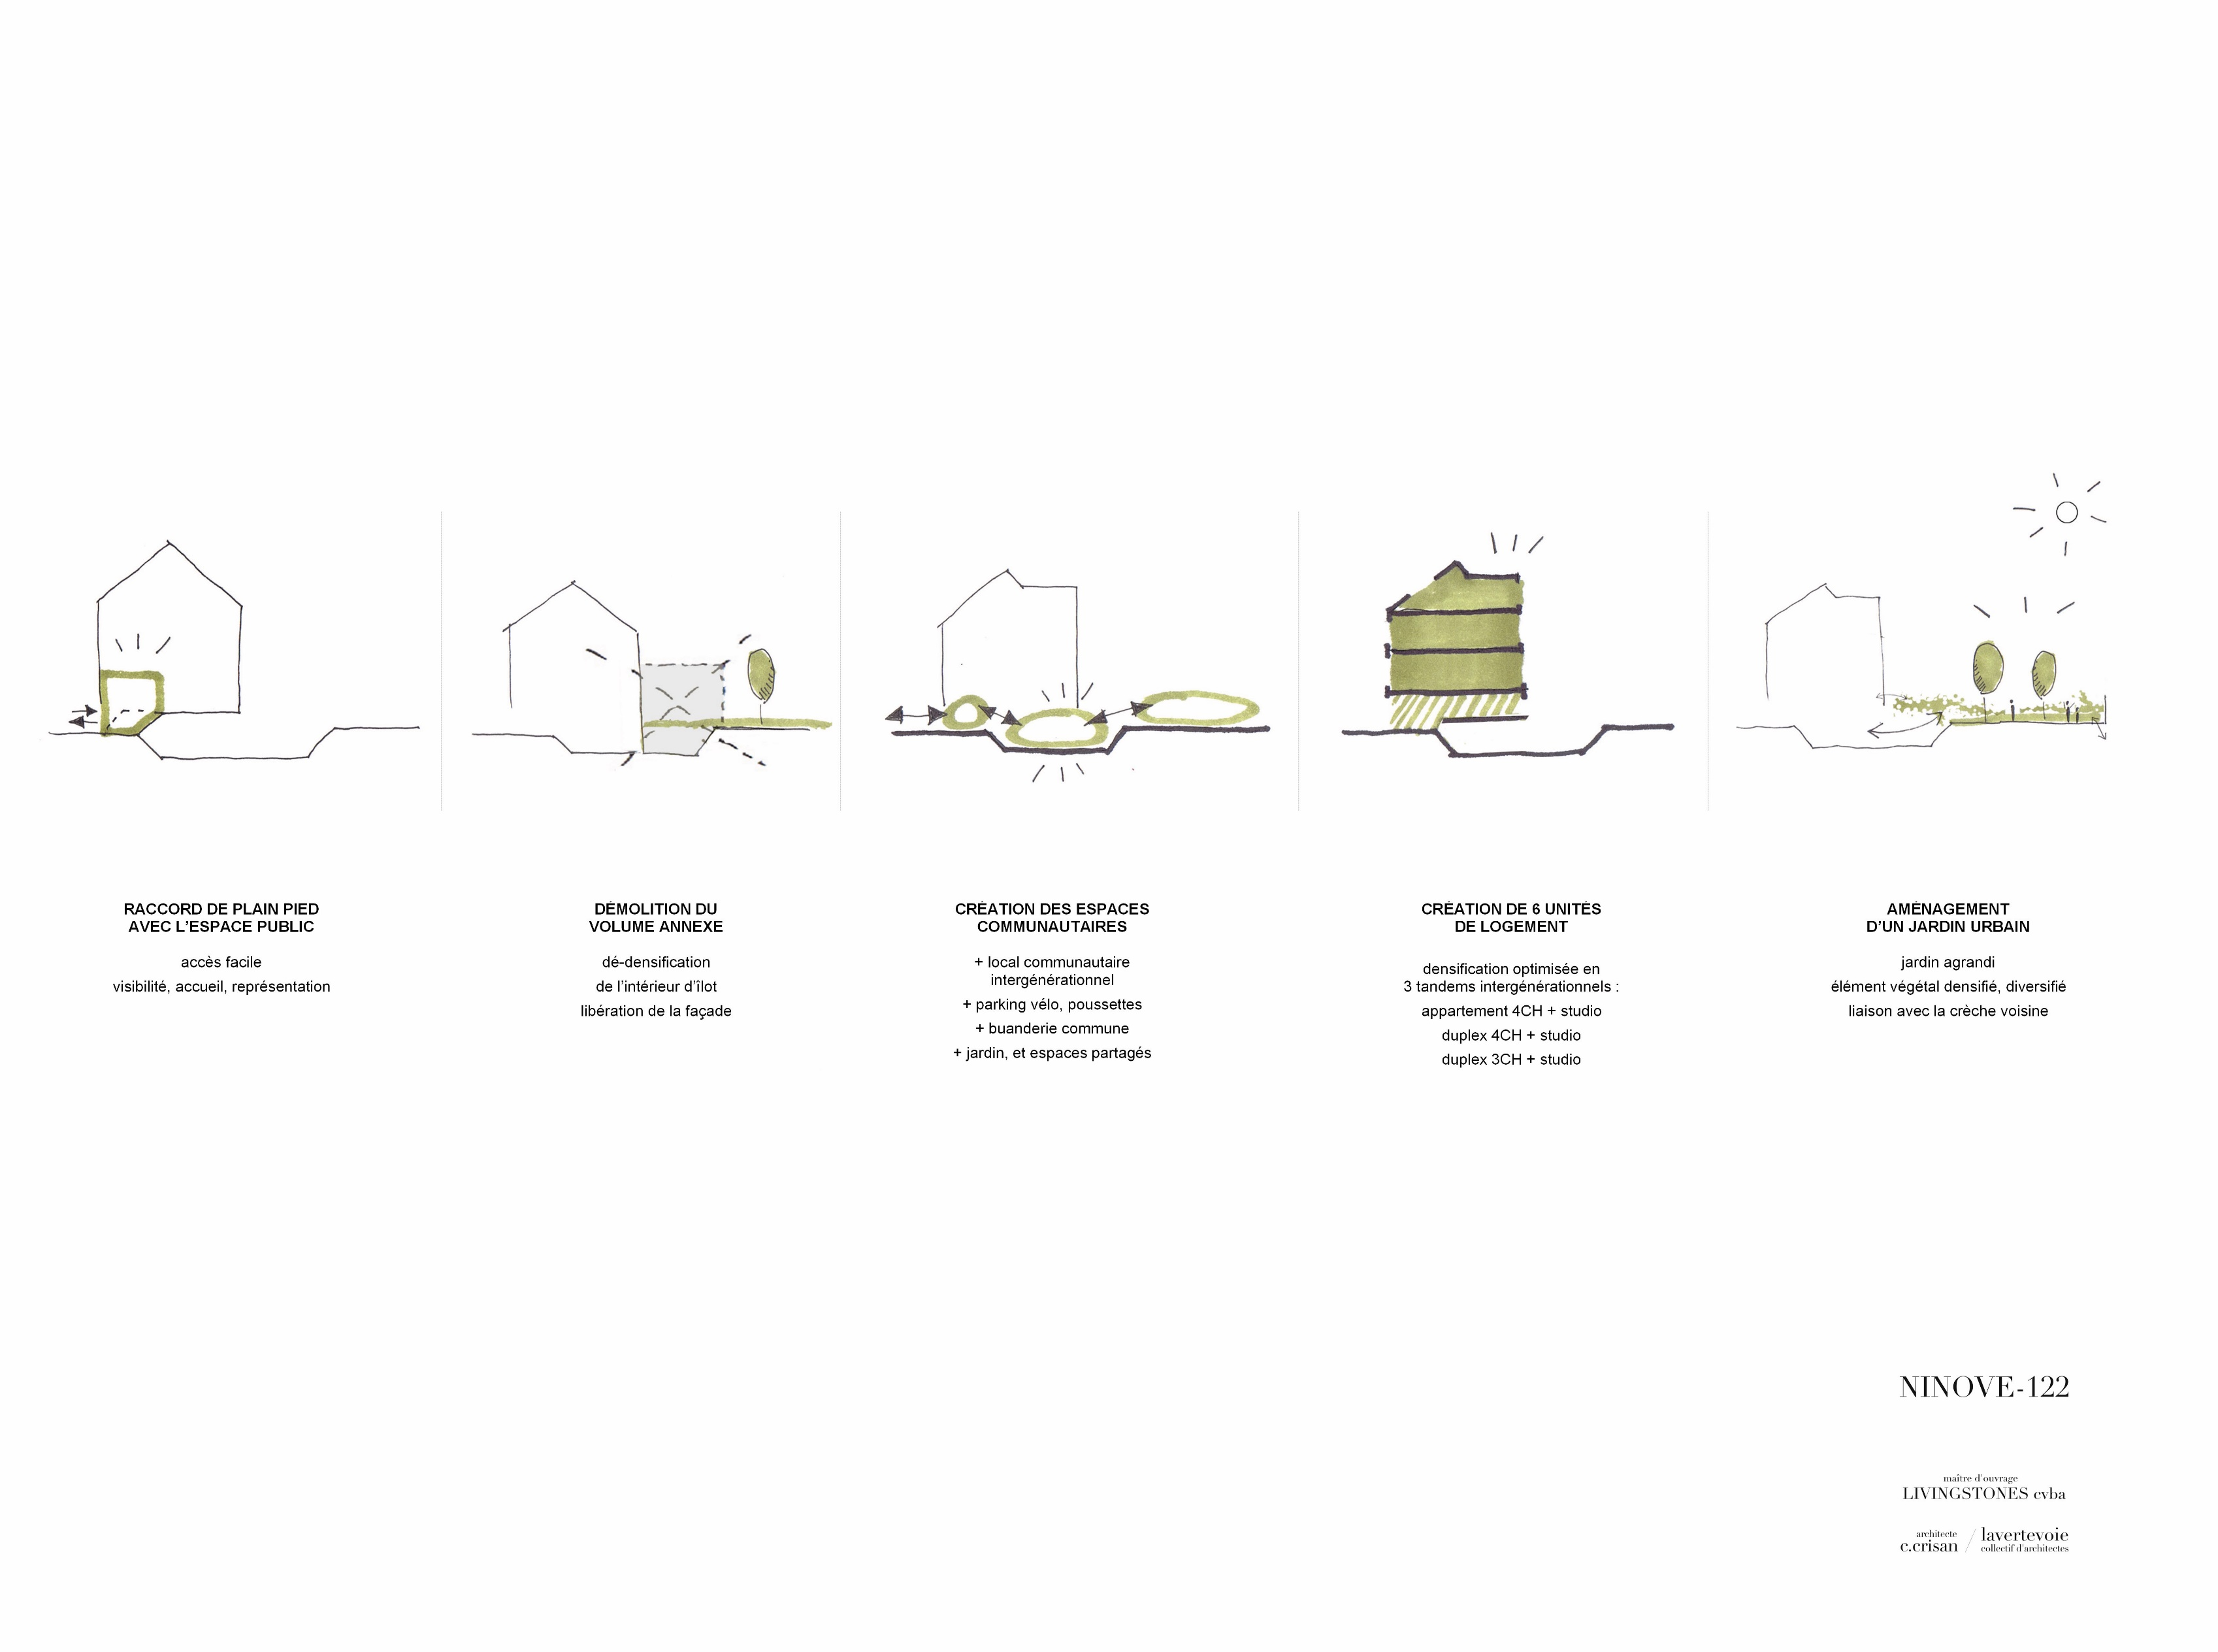 RACCORD DE PLAIN PIED
AVEC L'ESPACE PUBLIC
accès facile
visibilité, accueil, représentation
DÉMOLITION DU
VOLUME ANNEXE
dé-densification
de l'intérieur d'îlot
libération de la façade
CRÉATION DES ESPACES
COMMUNAUTAIRES
+ local communautaire
intergénérationnel
+ parking vélo, poussettes
+ buanderie commune
+ jardin, et espaces partagés
CRÉATION DE 6 UNITÉS
DE LOGEMENT
densification optimisée en
3 tandems intergénérationnels :
appartement 4CH + studio
duplex 4CH + studio
duplex 3CH + studio
AMÉNAGEMENT
D'UN JARDIN URBAIN
jardin agrandi
élément végétal densifié, diversifié
liaison avec la crèche voisine
NINOVE-122
maître d'ouvrage
LIVINGSTONES cvba
architecte
c.crisan
lavertevoie
collectif d'architectes